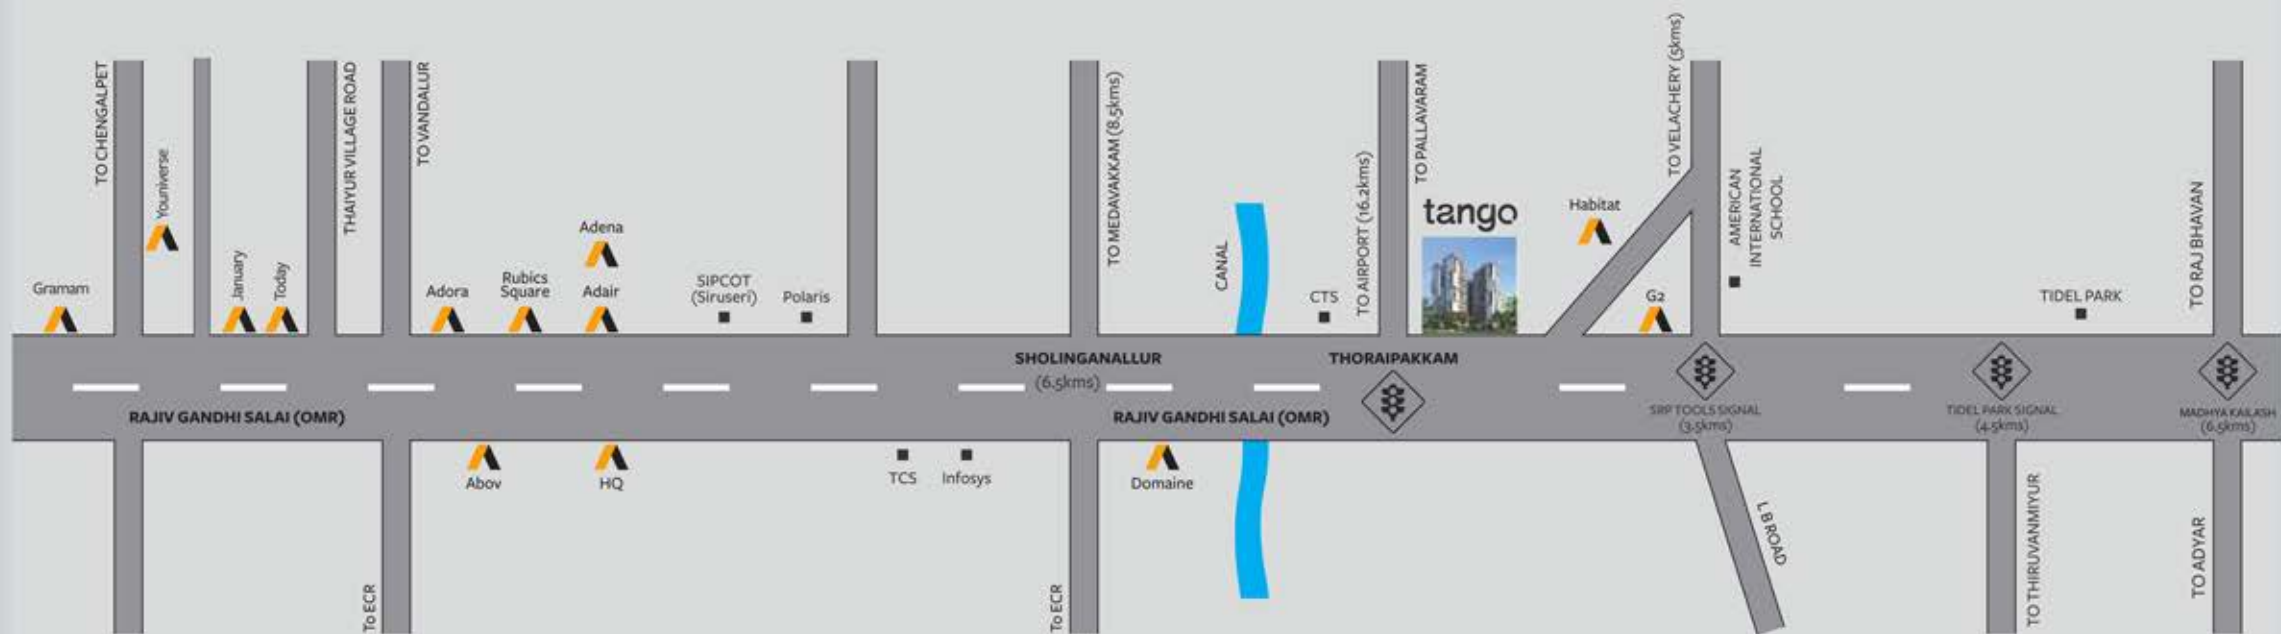 TO CHENGALPET
Youniverse
THAIYUR VILLAGE ROAD
TO VANDALUR
Gramam
January
Today
Adora
Rubics
Square
Adena
Adair
SIPCOT
(Siruseri)
Polaris
TO MEDAVAKKAM (8.5kms)
CANAL
CTS
TO AIRPORT (16.2kms)
TO PALLAVARAM
tango
Habitat
TO VELACHERY (5kms)
G2
AMERICAN
INTERNATIONAL
SCHOOL
TIDEL PARK
TO RAJ BHAVAN
SHOLINGANALLUR
(6.5kms)
THORAIPAKKAM
RAJIV GANDHI SALAI (OMR)
RAJIV GANDHI SALAI (OMR)
SRP TOOLS SIGNAL
(3.5kms)
TIDEL PARK SIGNAL
(4.5kms)
MADHYA KAILASH
(6.5kms)
Abov
HQ
TCS
Infosys
Domaine
To ECR
To ECR
L B ROAD
TO THIRUVANMIYUR
TO ADYAR